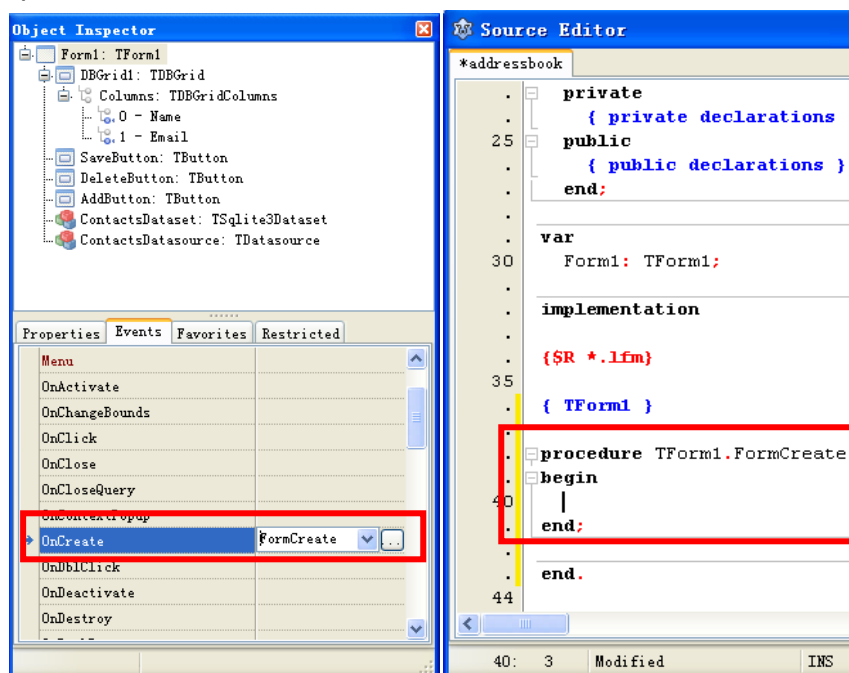 Object Inspector
Form1: TForm1
DBGrid1: TDBGrid
Columns: TDBGridColumns
0 - Name
1 - Email
SaveButton: TButton
DeleteButton: TButton
AddButton: TButton
ContactsDataset: TSqlite3Dataset
ContactsDatasource: TDatasource
Properties Events Favorites Restricted
Menu
OnActivate
OnChangeBounds
OnClick
OnClose
OnCloseQuery
OnContextPopup
OnCreate FormCreate ...
OnDblClick
OnDeactivate
OnDestroy
Source Editor
*addressbook
. private
. { private declarations
25 public
. { public declarations }
. end;
.
. var
30 Form1: TForm1;
.
. implementation
.
. {$R *.lfm}
35
. { TForm1 }
.
. procedure TForm1.FormCreate
. begin
40
. end;
.
. end.
44
40: 3 Modified INS